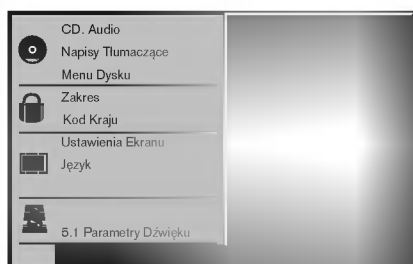 CD. Audio
Napisy Tłumaczące
Menu Dysku
Zakres
Kod Kraju
Ustawienia Ekranu
Język
5.1 Parametry Dźwięku